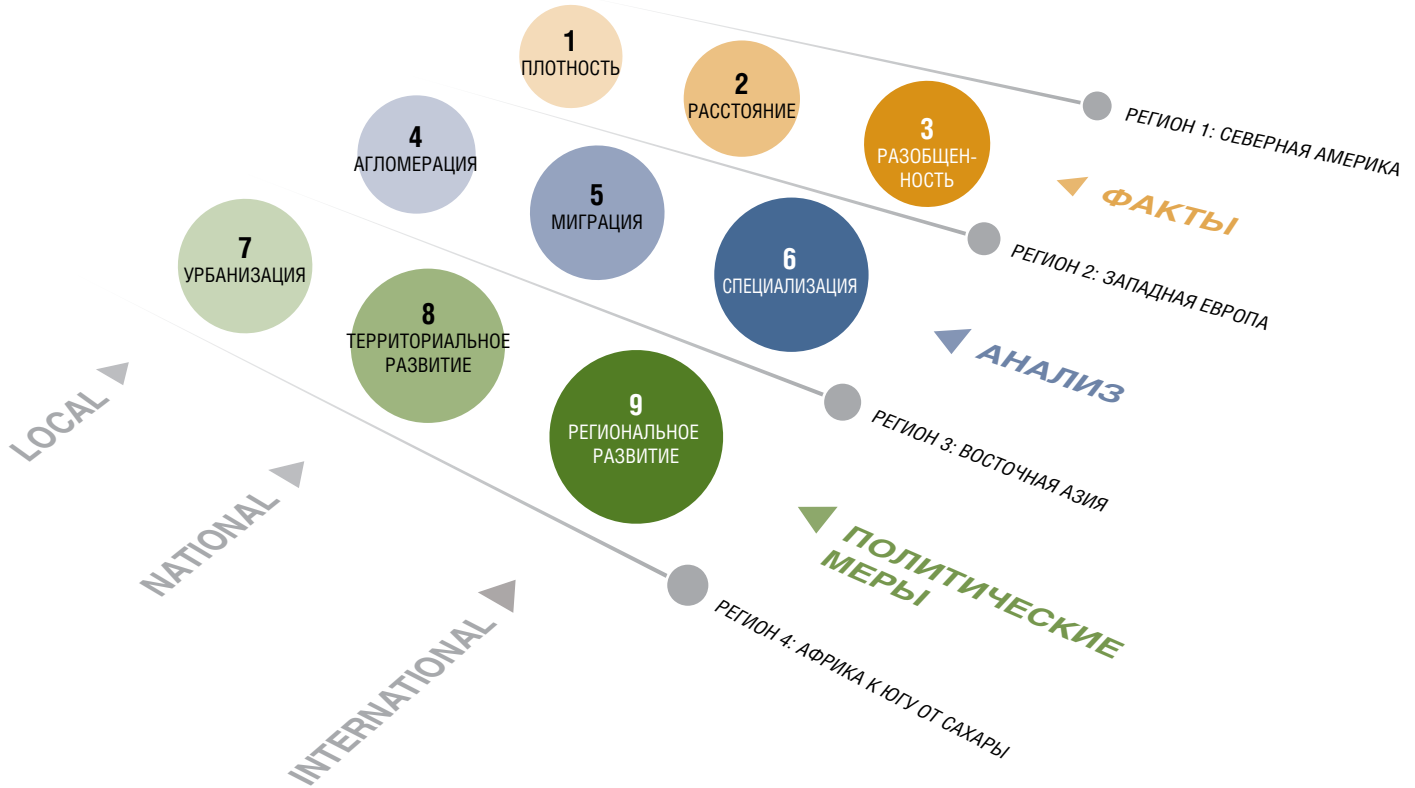 1
ПЛОТНОСТЬ
2
РАССТОЯНИЕ
3
РАЗОБЩЕН-
НОСТЬ
РЕГИОН 1: СЕВЕРНАЯ АМЕРИКА
ФАКТЫ
4
АГЛОМЕРАЦИЯ
5
МИГРАЦИЯ
6
СПЕЦИАЛИЗАЦИЯ
РЕГИОН 2: ЗАПАДНАЯ ЕВРОПА
АНАЛИЗ
7
УРБАНИЗАЦИЯ
8
ТЕРРИТОРИАЛЬНОЕ
РАЗВИТИЕ
9
РЕГИОНАЛЬНОЕ
РАЗВИТИЕ
РЕГИОН 3: ВОСТОЧНАЯ АЗИЯ
ПОЛИТИЧЕСКИЕ
МЕРЫ
РЕГИОН 4: АФРИКА К ЮГУ ОТ САХАРЫ
LOCAL
NATIONAL
INTERNATIONAL